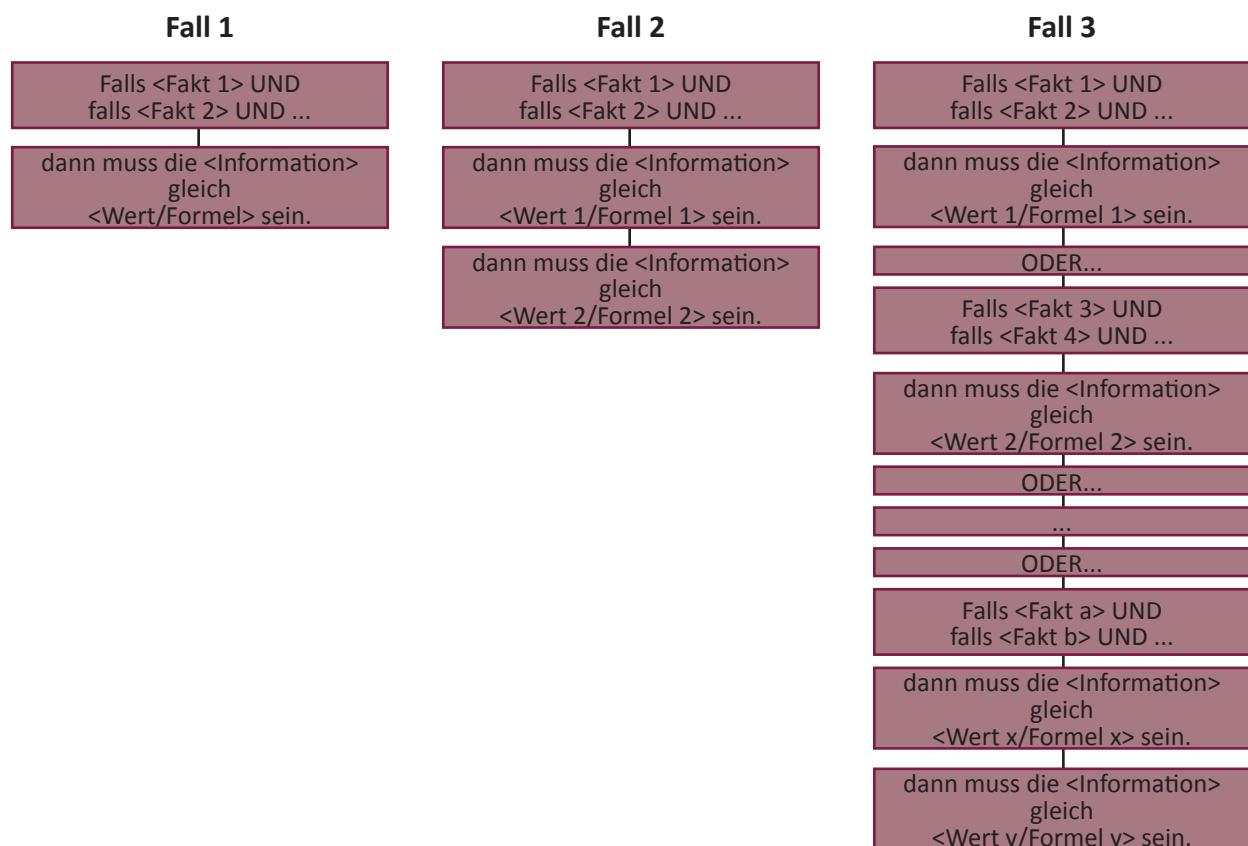 Fall 1
Falls <Fakt 1> UND
falls <Fakt 2> UND ...
dann muss die <Information>
gleich
<Wert/Formel> sein.
Fall 2
Falls <Fakt 1> UND
falls <Fakt 2> UND ...
dann muss die <Information>
gleich
<Wert 1/Formel 1> sein.
dann muss die <Information>
gleich
<Wert 2/Formel 2> sein.
Fall 3
Falls <Fakt 1> UND
falls <Fakt 2> UND ...
dann muss die <Information>
gleich
<Wert 1/Formel 1> sein.
ODER...
Falls <Fakt 3> UND
falls <Fakt 4> UND ...
dann muss die <Information>
gleich
<Wert 2/Formel 2> sein.
ODER...
...
ODER...
Falls <Fakt a> UND
falls <Fakt b> UND ...
dann muss die <Information>
gleich
<Wert x/Formel x> sein.
dann muss die <Information>
gleich
<Wert y/Formel y> sein.